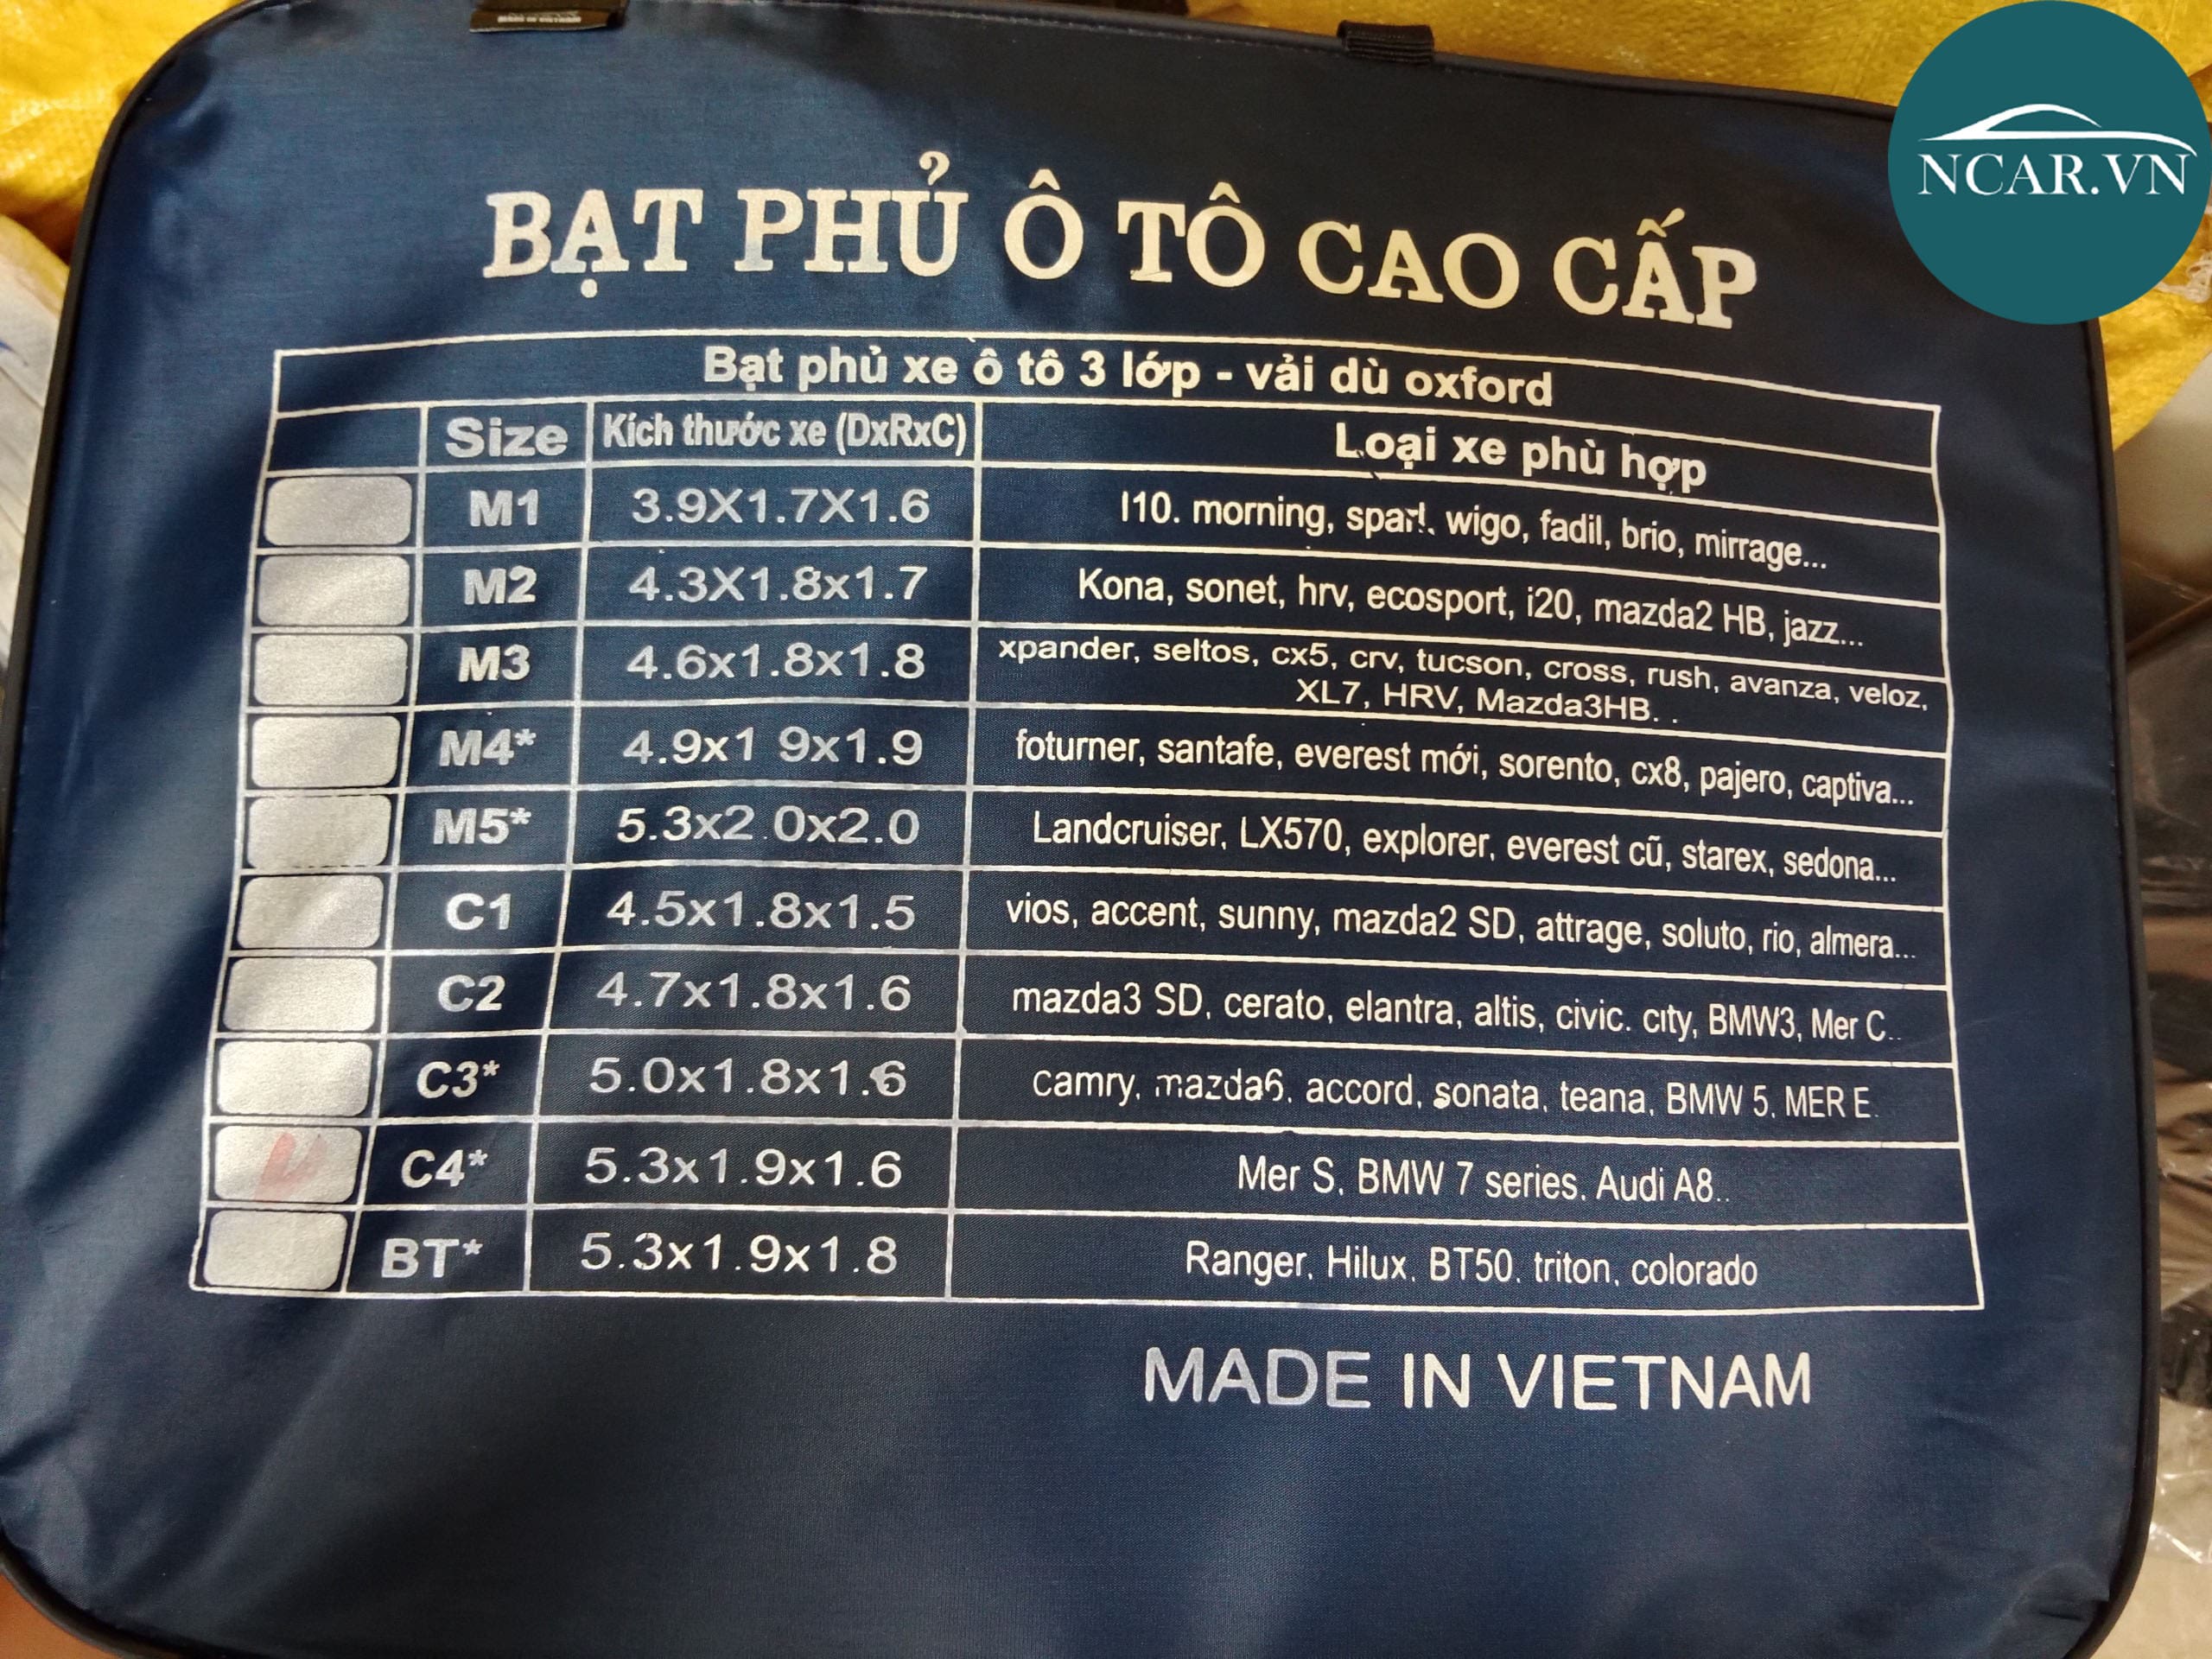 NCAR.VN
BẠT PHỦ Ô TÔ CAO CẤP
Bạt phủ xe ô tô 3 lớp - vải dù oxford
Size Kích thước xe (DxRxC) Loại xe phù hợp
M1 3.9X1.7X1.6 I10. morning, wigo, fadil, brio, mirrage...
M2 4.3X1.8x1.7 Kona, sonet, hrv, ecosport, i20, mazda2 HB, jazz...
M3 4.6x1.8x1.8 xpander, seltos, cx5, crv, tucson, cross, rush, avanza, veloz,
XL7, HRV, Mazda3HB. .
M4* 4.9x1 9x1.9 foturner, santafe, everest mới, sorento, cx8, pajero, captiva...
M5* 5.3x2.0x2.0 Landcruiser, LX570, explorer, everest cũ, starex, sedona...
C1 4.5x1.8x1.5 vios, accent, sunny, mazda2 SD, attrage, soluto, rio, almera...
C2 4.7x1.8x1.6 mazda3 SD, cerato, elantra, altis, civic. city, BMW3, Mer C..
C3* 5.0x1.8x1.6 camry, mazda6, accord, sonata, teana, BMW 5, MER E.
C4* 5.3x1.9x1.6 Mer S, BMW 7 series, Audi A8..
BT* 5.3x1.9x1.8 Ranger, Hilux, BT50, triton, colorado
MADE IN VIETNAM